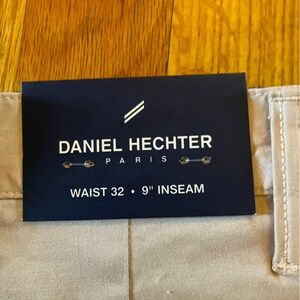 DANIEL HECHTER
PARIS
WAIST 32 • 9" INSEAM